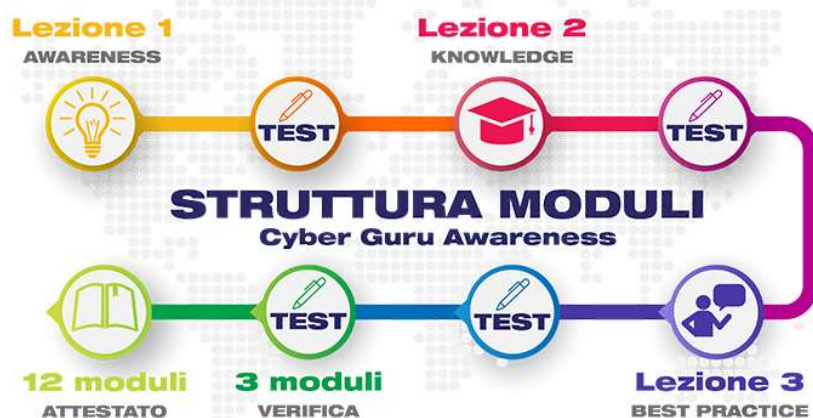 Lezione 1
AWARENESS
Lezione 2
KNOWLEDGE
TEST
TEST
STRUTTURA MODULI
Cyber Guru Awareness
TEST
TEST
12 moduli
ATTESTATO
3 moduli
VERIFICA
Lezione 3
BEST PRACTICE